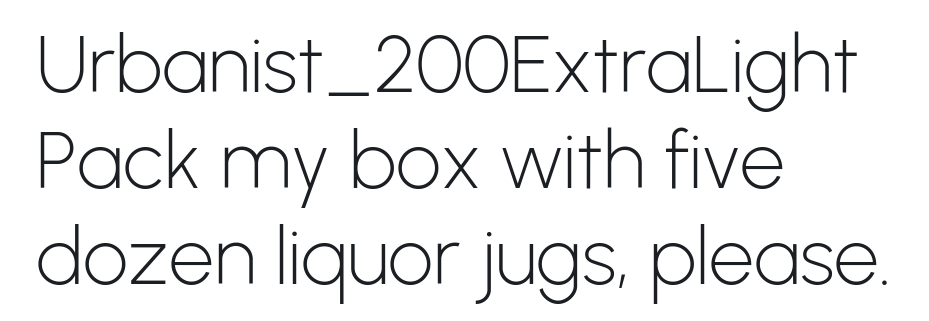 Urbanist_200ExtraLight
Pack my box with five
dozen liquor jugs, please.